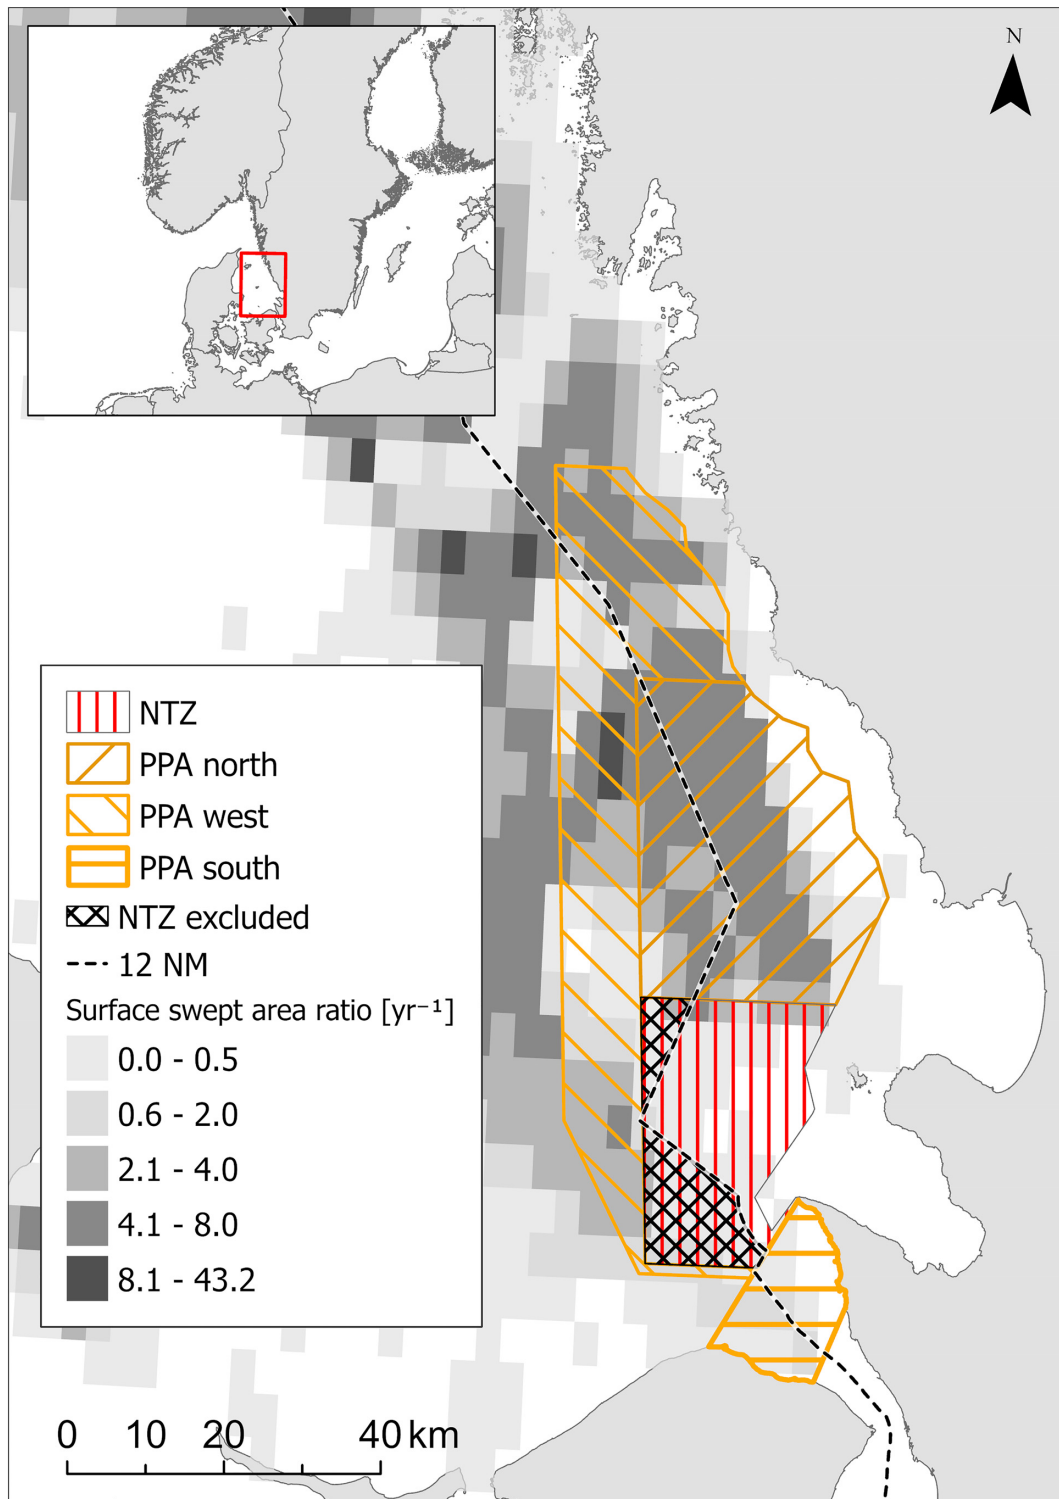 N
NTZ
PPA north
PPA west
PPA south
NTZ excluded
12 NM
Surface swept area ratio [yr⁻¹]
0.0 - 0.5
0.6 - 2.0
2.1 - 4.0
4.1 - 8.0
8.1 - 43.2
0 10 20 40 km